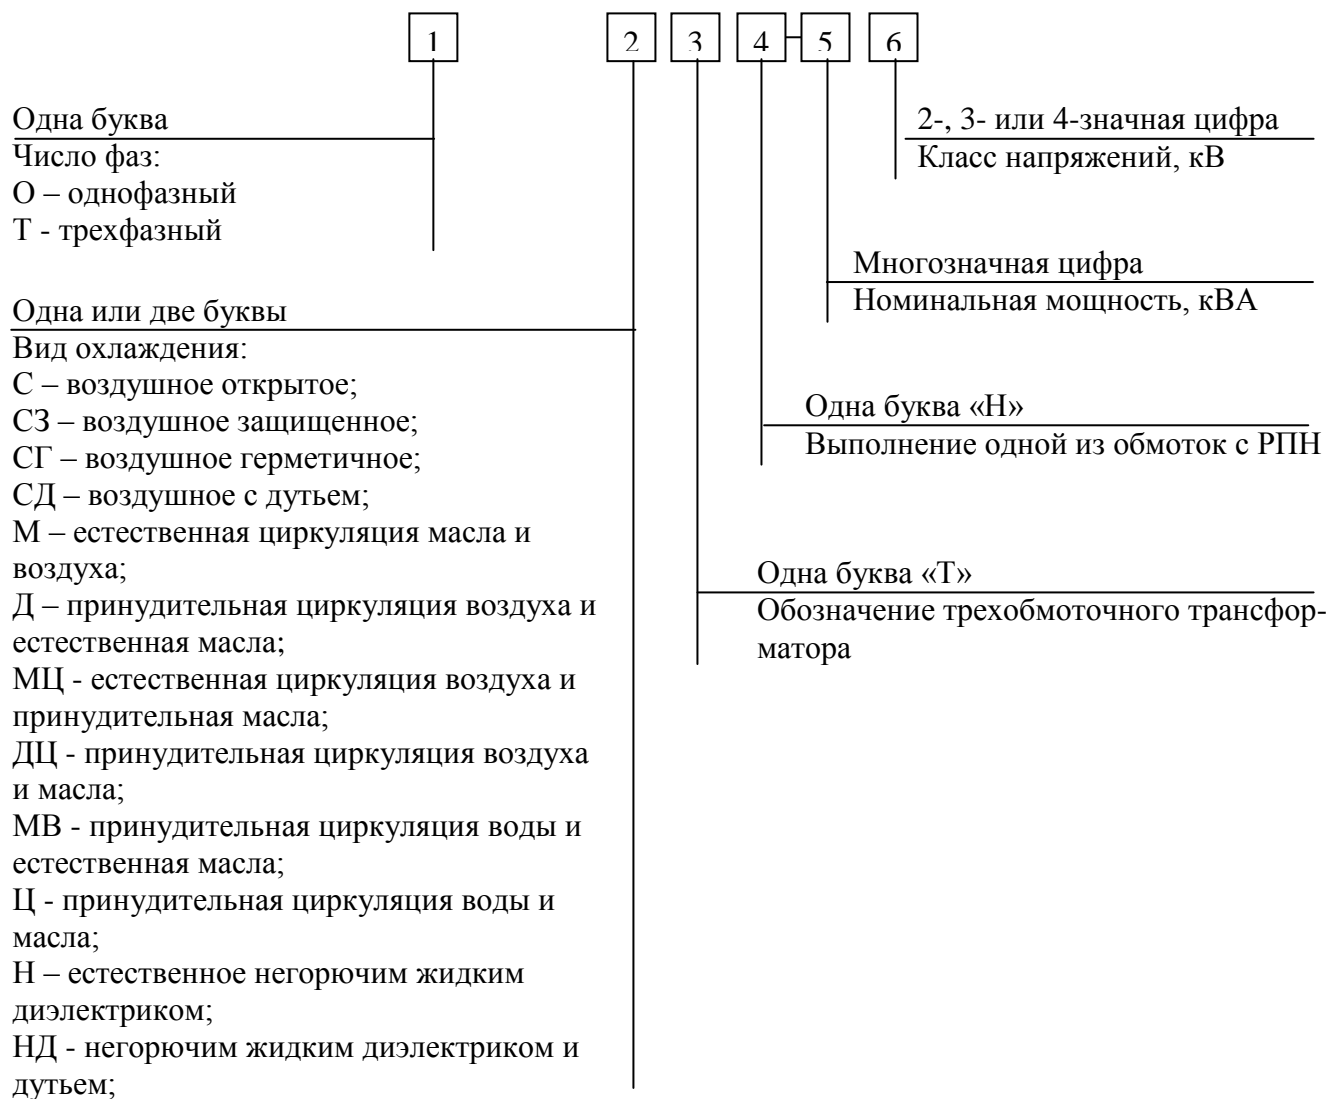 1 2 3 4 - 5 6
Одна буква
Число фаз:
О – однофазный
Т - трехфазный
2-, 3- или 4-значная цифра
Класс напряжений, кВ
Многозначная цифра
Номинальная мощность, кВА
Одна или две буквы
Вид охлаждения:
С – воздушное открытое;
СЗ – воздушное защищенное;
СГ – воздушное герметичное;
СД – воздушное с дутьем;
М – естественная циркуляция масла и
воздуха;
Д – принудительная циркуляция воздуха и
естественная масла;
МЦ - естественная циркуляция воздуха и
принудительная масла;
ДЦ - принудительная циркуляция воздуха
и масла;
МВ - принудительная циркуляция воды и
естественная масла;
Ц - принудительная циркуляция воды и
масла;
Н – естественное негорючим жидким
диэлектриком;
НД - негорючим жидким диэлектриком и
дутьем;
Одна буква «Н»
Выполнение одной из обмоток с РПН
Одна буква «Т»
Обозначение трехобмоточного трансфор-
матора